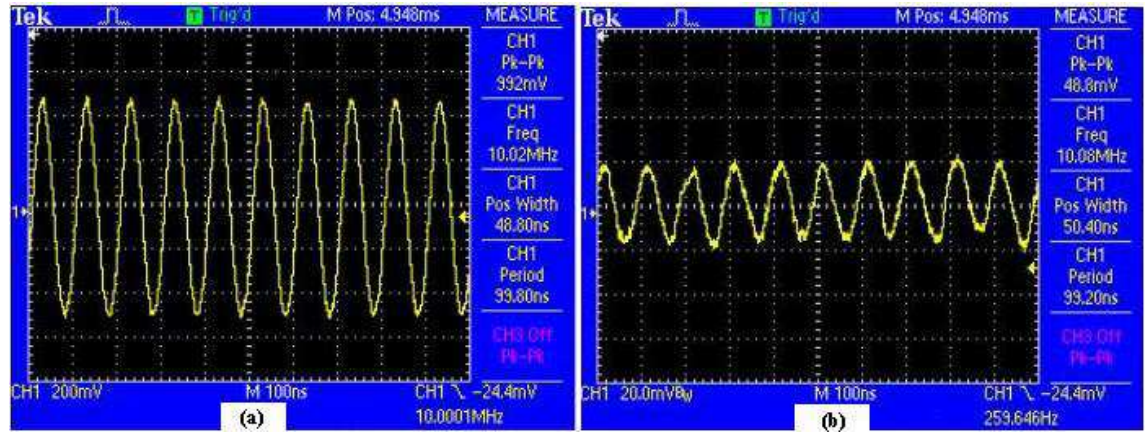 Tek Trig'd M Pos: 4.948ms MEASURE
CH1
Pk-Pk
992mV
CH1
Freq
10.02MHz
CH1
Pos Width
48.80ns
CH1
Period
99.80ns
CH3 Off
Pk-Pk
1
CH1 200mV M 100ns CH1 \ -24.4mV
10.0001MHz
(a)
Tek Trig'd M Pos: 4.948ms MEASURE
CH1
Pk-Pk
48.8mV
CH1
Freq
10.08MHz
CH1
Pos Width
50.40ns
CH1
Period
99.20ns
CH3 Off
Pk-Pk
1
CH1 20.0mVBW M 100ns CH1 \ -24.4mV
259.646Hz
(b)